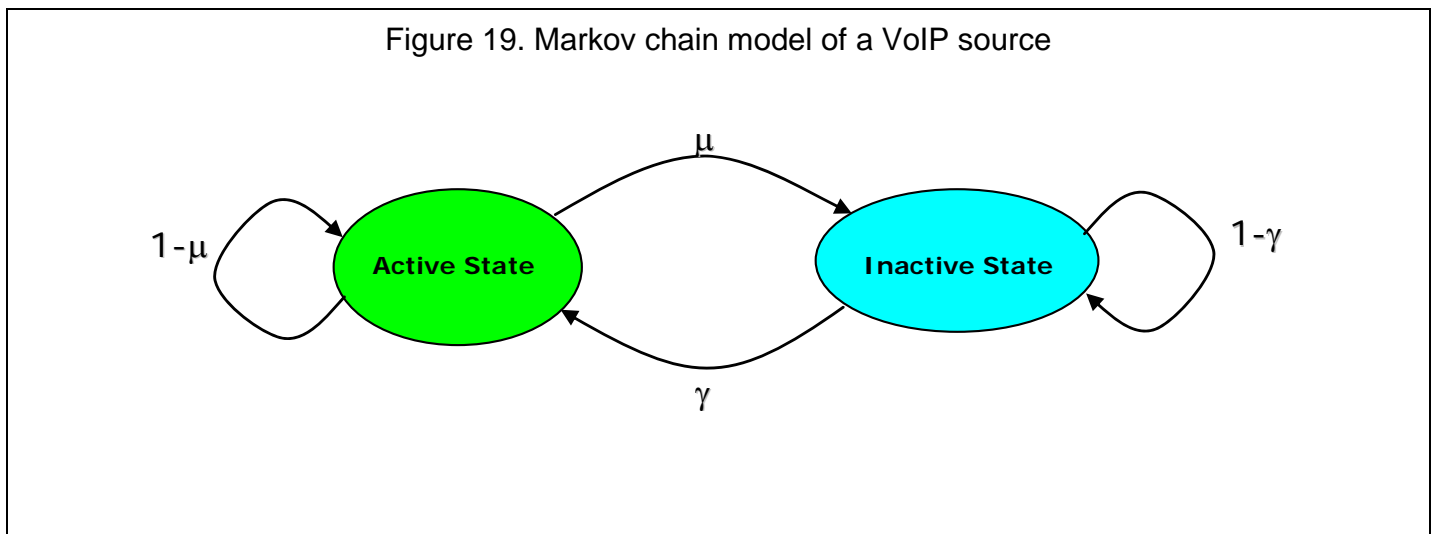 Figure 19. Markov chain model of a VoIP source
μ
1-μ
Active State
Inactive State
1-γ
γ